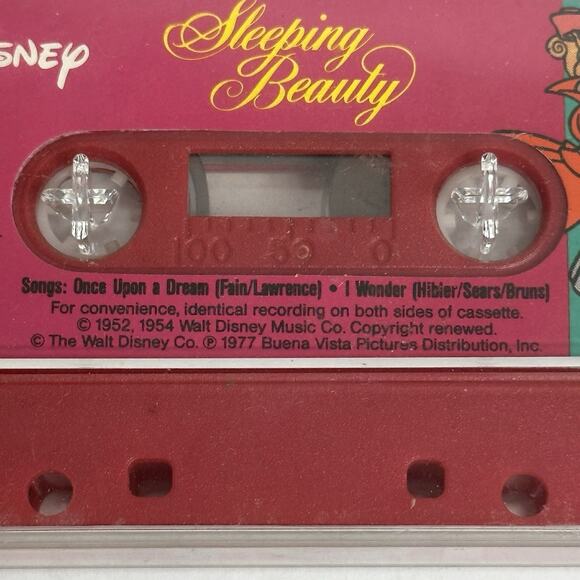 Sleeping
SNEY
Beauty
100 50 0
Songs: Once Upon a Dream (Fain/Lawrence) • I Wonder (Hibler/Sears/Bruns)
For convenience, identical recording on both sides of cassette.
© 1952, 1954 Walt Disney Music Co. Copyright renewed.
© The Walt Disney Co. ℗ 1977 Buena Vista Pictures Distribution, Inc.